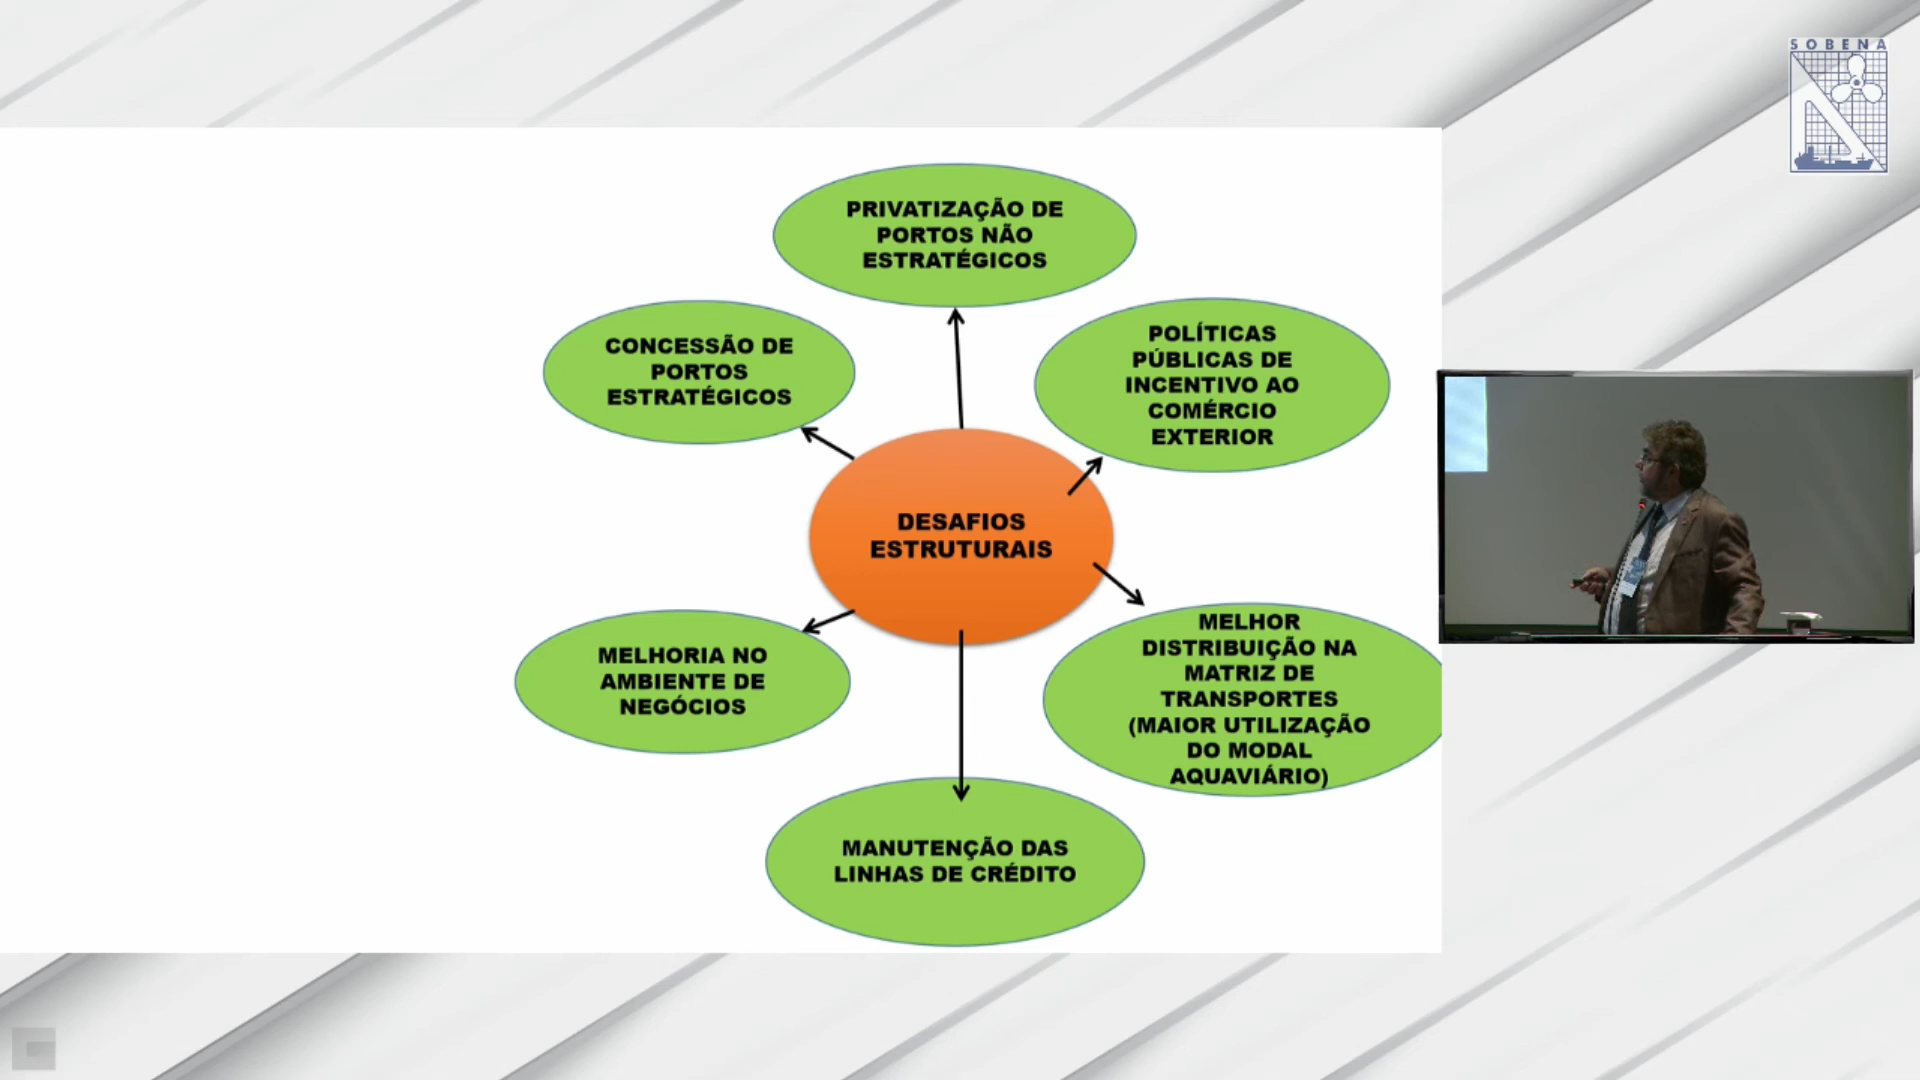 SOBENA
PRIVATIZAÇÃO DE
PORTOS NÃO
ESTRATÉGICOS
CONCESSÃO DE
PORTOS
ESTRATÉGICOS
POLÍTICAS
PÚBLICAS DE
INCENTIVO AO
COMÉRCIO
EXTERIOR
DESAFIOS
ESTRUTURAIS
MELHORIA NO
AMBIENTE DE
NEGÓCIOS
MELHOR
DISTRIBUIÇÃO NA
MATRIZ DE
TRANSPORTES
(MAIOR UTILIZAÇÃO
DO MODAL
AQUAVIÁRIO)
MANUTENÇÃO DAS
LINHAS DE CRÉDITO